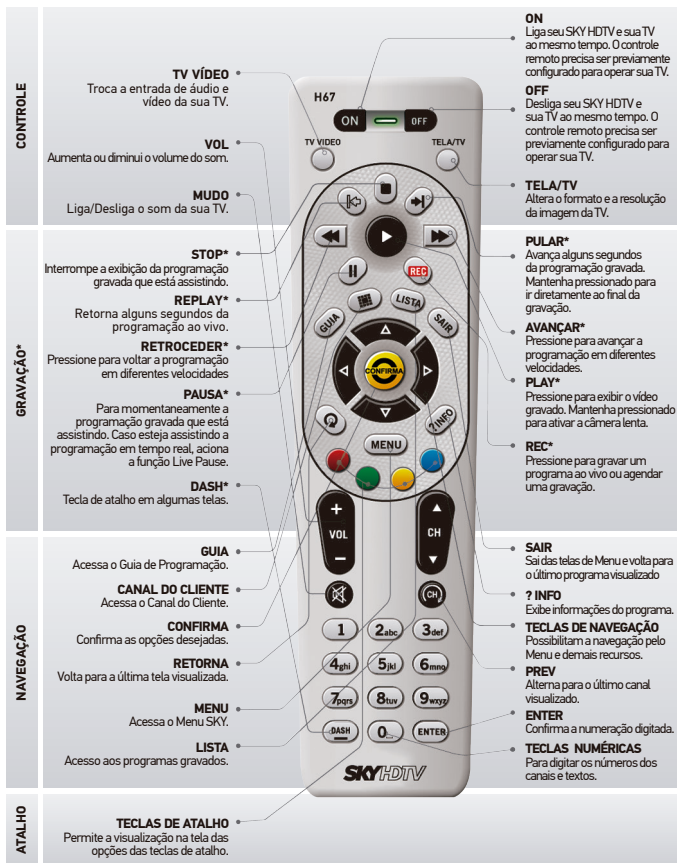 CONTROLE
TV VÍDEO
Troca a entrada de áudio e
vídeo da sua TV.
VOL
Aumenta ou diminui o volume do som.
MUDO
Liga/Desliga o som da sua TV.
ON
Liga seu SKY HDTV e sua TV
ao mesmo tempo. O controle
remoto precisa ser previamente
configurado para operar sua TV.
OFF
Desliga seu SKY HDTV e
sua TV ao mesmo tempo. O
controle remoto precisa ser
previamente configurado para
operar sua TV.
TELA/TV
Altera o formato e a resolução
da imagem da TV.
GRAVAÇÃO*
STOP*
Interrompe a exibição da programação
gravada que está assistindo.
REPLAY*
Retorna alguns segundos da
programação ao vivo.
RETROCEDER*
Pressione para voltar a programação
em diferentes velocidades
PAUSA*
Para momentaneamente a
programação gravada que está
assistindo. Caso esteja assistindo a
programação em tempo real, aciona
a função Live Pause.
DASH*
Tecla de atalho em algumas telas.
PULAR*
Avança alguns segundos
da programação gravada.
Mantenha pressionado para
ir diretamente ao final da
gravação.
AVANÇAR*
Pressione para avançar a
programação em diferentes
velocidades.
PLAY*
Pressione para exibir o vídeo
gravado. Mantenha pressionado
para ativar a câmera lenta.
REC*
Pressione para gravar um
programa ao vivo ou agendar
uma gravação.
NAVEGAÇÃO
GUIA
Acessa o Guia de Programação.
CANAL DO CLIENTE
Acessa o Canal do Cliente.
CONFIRMA
Confirma as opções desejadas.
RETORNA
Volta para a última tela visualizada.
MENU
Acessa o Menu SKY.
LISTA
Acesso aos programas gravados.
SAIR
Sai das telas de Menu e volta para
o último programa visualizado
? INFO
Exibe informações do programa.
TECLAS DE NAVEGAÇÃO
Possibilitam a navegação pelo
Menu e demais recursos.
PREV
Alterna para o último canal
visualizado.
ENTER
Confirma a numeração digitada.
TECLAS NUMÉRICAS
Para digitar os números dos
canais e textos.
ATALHO
TECLAS DE ATALHO
Permite a visualização na tela das
opções das teclas de atalho.
H67
ON OFF
TV VIDEO TELA/TV
REC
LISTA
GUIA SAIR
CONFIRMA
?INFO
MENU
+
VOL CH
−
CH
1 2abc 3def
4ghi 5jkl 6mno
7pqrs 8tuv 9wxyz
DASH 0 ENTER
SKY HDTV